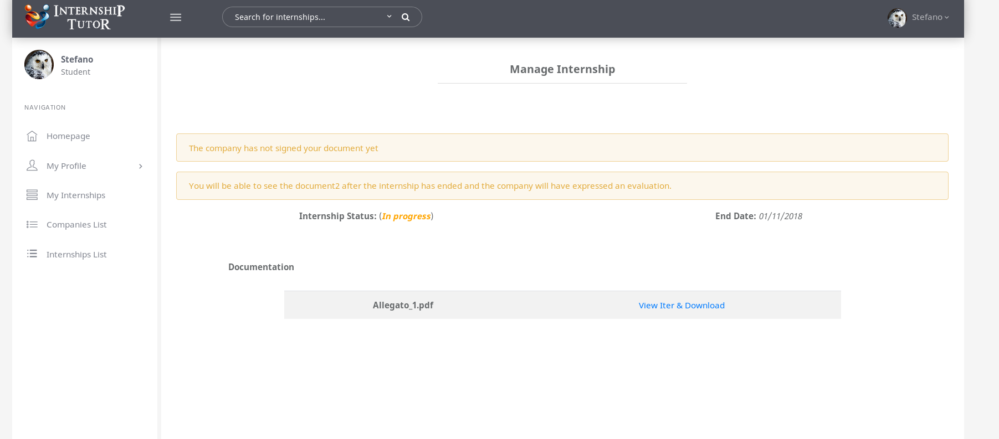 INTERNSHIP
TUTOR
Search for internships...
Stefano
Stefano
Student
NAVIGATION
Homepage
My Profile
My Internships
Companies List
Internships List
Manage Internship
The company has not signed your document yet
You will be able to see the document2 after the internship has ended and the company will have expressed an evaluation.
Internship Status: (In progress) End Date: 01/11/2018
Documentation
Allegato_1.pdf View Iter & Download